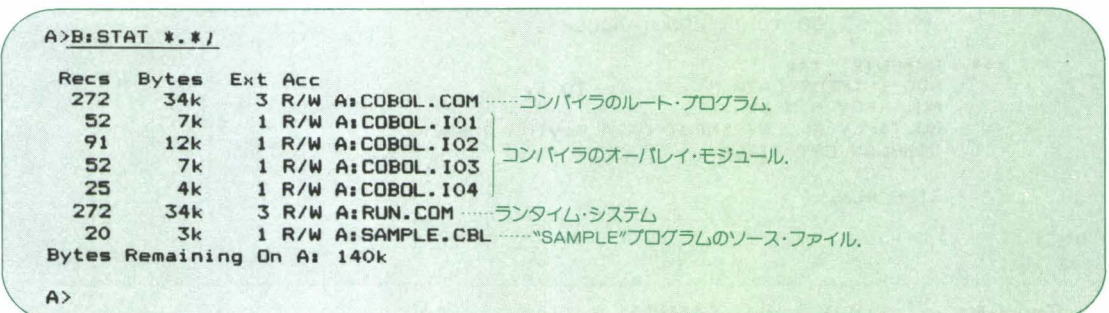 A>B:STAT *.*/
Recs Bytes Ext Acc
272 34k 3 R/W A:COBOL.COM ……コンパイラのルート・プログラム.
52 7k 1 R/W A:COBOL.IO1
91 12k 1 R/W A:COBOL.IO2
コンパイラのオーバレイ・モジュール.
52 7k 1 R/W A:COBOL.IO3
25 4k 1 R/W A:COBOL.IO4
272 34k 3 R/W A:RUN.COM ……ランタイム・システム
20 3k 1 R/W A:SAMPLE.CBL ……"SAMPLE"プログラムのソース・ファイル.
Bytes Remaining On A: 140k
A>